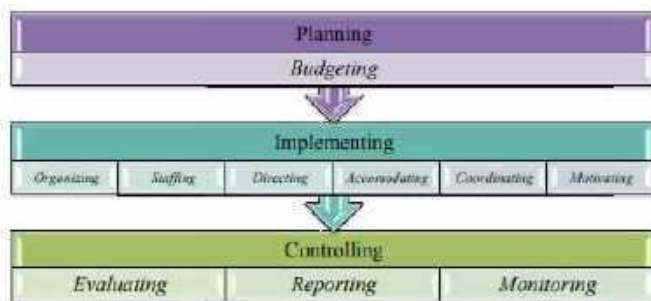 Planning
Budgeting
Implementing
Organizing Staffing Directing Accomodating Coordinating Motivating
Controlling
Evaluating Reporting Monitoring